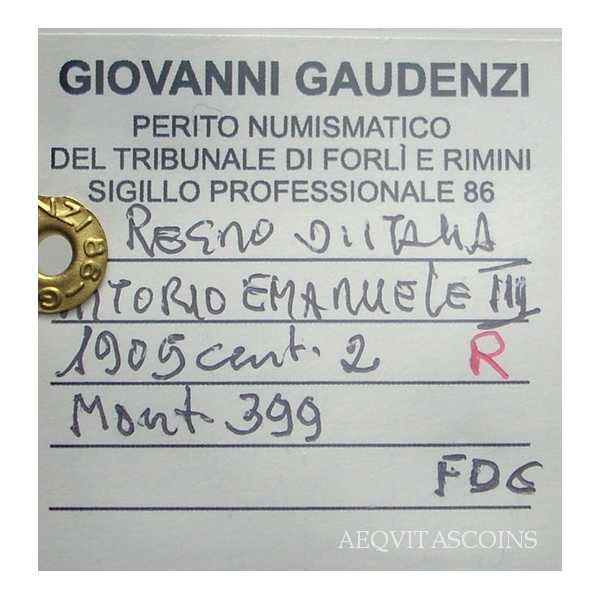 GIOVANNI GAUDENZI
PERITO NUMISMATICO
DEL TRIBUNALE DI FORLÌ E RIMINI
SIGILLO PROFESSIONALE 86
REGNO D'ITALIA
ITTORIO EMANUELE III
1905 cent. 2 R
Mont. 399
FDC
AEQVITASCOINS